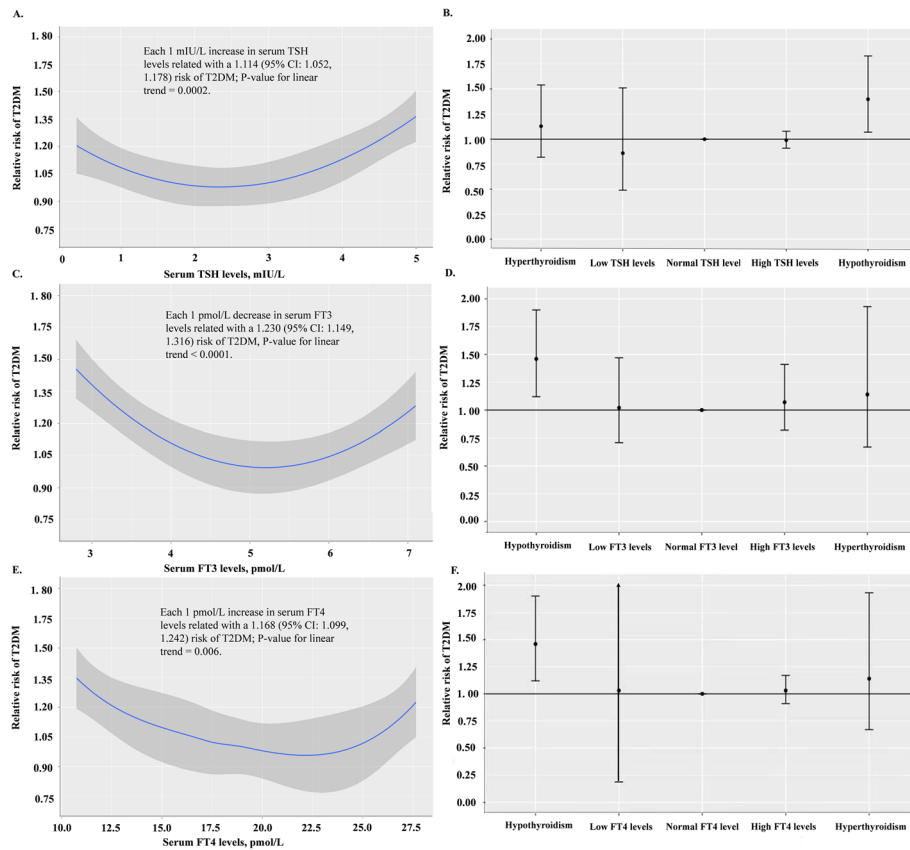 A.
Relative risk of T2DM
1. 80
1.65
1.50
1.35
1.20
1.05
0.90
0.75
Each 1 mIU/L increase in serum TSH
levels related with a 1.114 (95% CI: 1.052,
1.178) risk of T2DM; P-value for linear
trend = 0.0002.
0 1 2 3 4 5
Serum TSH levels, mIU/L
B.
Relative risk of T2DM
2.00
1.75
1.50
1.25
1.00
0.75
0.50
0.25
0.00
Hyperthyroidism Low TSH levels Normal TSH level High TSH levels Hypothyroidism
C.
Relative risk of T2DM
1. 80
1.65
1.50
1.35
1.20
1.05
0.90
0.75
Each 1 pmol/L decrease in serum FT3
levels related with a 1.230 (95% CI: 1.149,
1.316) risk of T2DM, P-value for linear
trend < 0.0001.
3 4 5 6 7
Serum FT3 levels, pmol/L
D.
Relative risk of T2DM
2.00
1.75
1.50
1.25
1.00
0.75
0.50
0.25
0.00
Hypothyroidism Low FT3 levels Normal FT3 level High FT3 levels Hyperthyroidism
E.
Relative risk of T2DM
1. 80
1.65
1.50
1.35
1.20
1.05
0.90
0.75
Each 1 pmol/L increase in serum FT4
levels related with a 1.168 (95% CI: 1.099,
1.242) risk of T2DM; P-value for linear
trend = 0.006.
10.0 12.5 15.0 17.5 20.0 22.5 25.0 27.5
Serum FT4 levels, pmol/L
F.
Relative risk of T2DM
2.00
1.75
1.50
1.25
1.00
0.75
0.50
0.25
0.00
Hypothyroidism Low FT4 levels Normal FT4 level High FT4 levels Hyperthyroidism